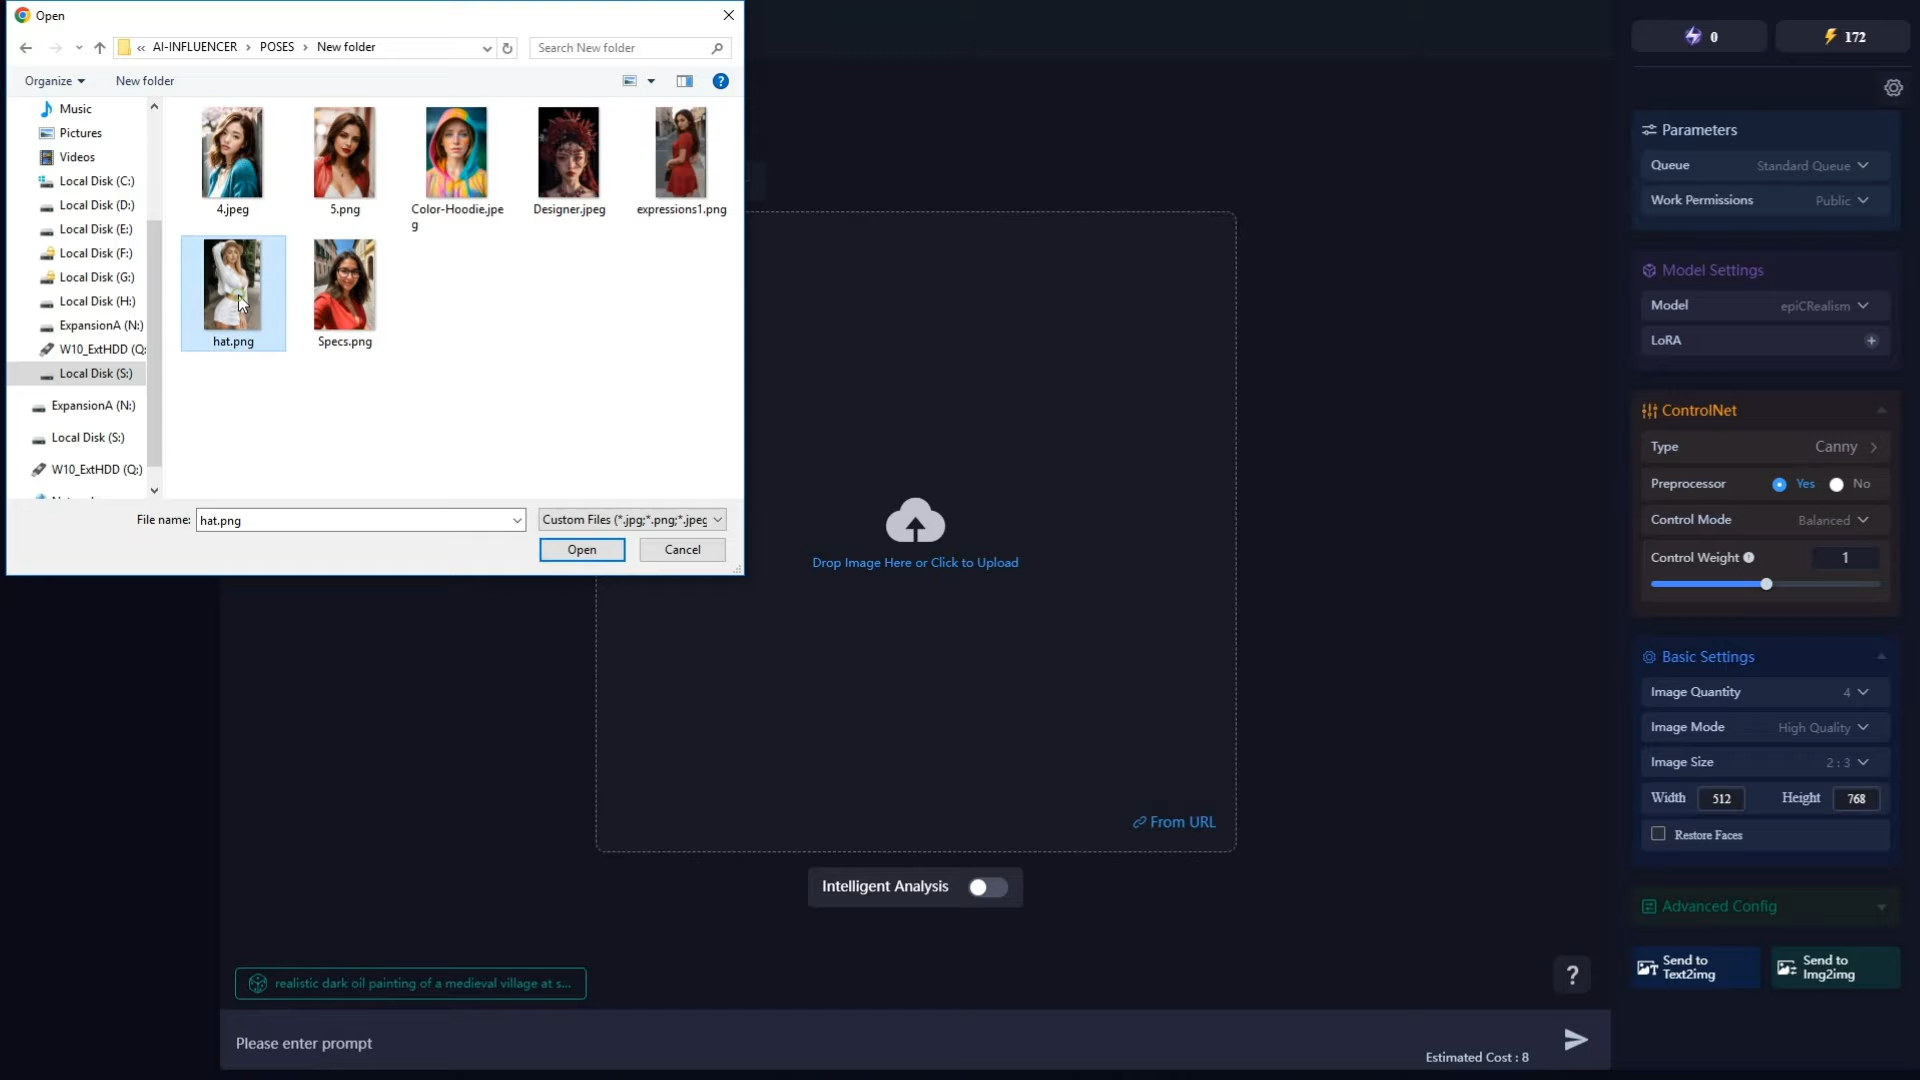 Open
« AI-INFLUENCER › POSES › New folder
Search New folder
Organize
New folder
Music
Pictures
Videos
Local Disk (C:)
Local Disk (D:)
Local Disk (E:)
Local Disk (F:)
Local Disk (G:)
Local Disk (H:)
ExpansionA (N:)
W10_ExtHDD (Q:
Local Disk (S:)
ExpansionA (N:)
Local Disk (S:)
W10_ExtHDD (Q:)
4.jpeg
5.png
Color-Hoodie.jpe
g
Designer.jpeg
expressions1.png
hat.png
Specs.png
File name: hat.png
Custom Files (*.jpg;*.png;*.jpeg
Open
Cancel
Drop Image Here or Click to Upload
From URL
Intelligent Analysis
realistic dark oil painting of a medieval village at s...
?
Please enter prompt
Estimated Cost : 8
0
172
Parameters
Queue Standard Queue
Work Permissions Public
Model Settings
Model epiCRealism
LoRA +
ControlNet
Type Canny
Preprocessor Yes No
Control Mode Balanced
Control Weight 1
Basic Settings
Image Quantity 4
Image Mode High Quality
Image Size 2 : 3
Width 512 Height 768
Restore Faces
Advanced Config
Send to
Text2img
Send to
Img2img